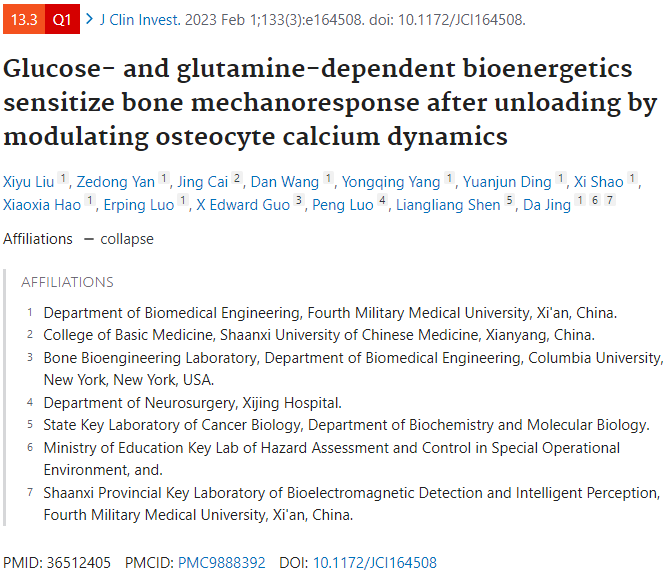 13.3 Q1 > J Clin Invest. 2023 Feb 1;133(3):e164508. doi: 10.1172/JCI164508.
Glucose- and glutamine-dependent bioenergetics
sensitize bone mechanoresponse after unloading by
modulating osteocyte calcium dynamics
Xiyu Liu 1, Zedong Yan 1, Jing Cai 2, Dan Wang 1, Yongqing Yang 1, Yuanjun Ding 1, Xi Shao 1,
Xiaoxia Hao 1, Erping Luo 1, X Edward Guo 3, Peng Luo 4, Liangliang Shen 5, Da Jing 1 6 7
Affiliations – collapse
AFFILIATIONS
1 Department of Biomedical Engineering, Fourth Military Medical University, Xi'an, China.
2 College of Basic Medicine, Shaanxi University of Chinese Medicine, Xianyang, China.
3 Bone Bioengineering Laboratory, Department of Biomedical Engineering, Columbia University,
New York, New York, USA.
4 Department of Neurosurgery, Xijing Hospital.
5 State Key Laboratory of Cancer Biology, Department of Biochemistry and Molecular Biology.
6 Ministry of Education Key Lab of Hazard Assessment and Control in Special Operational
Environment, and.
7 Shaanxi Provincial Key Laboratory of Bioelectromagnetic Detection and Intelligent Perception,
Fourth Military Medical University, Xi'an, China.
PMID: 36512405 PMCID: PMC9888392 DOI: 10.1172/JCI164508